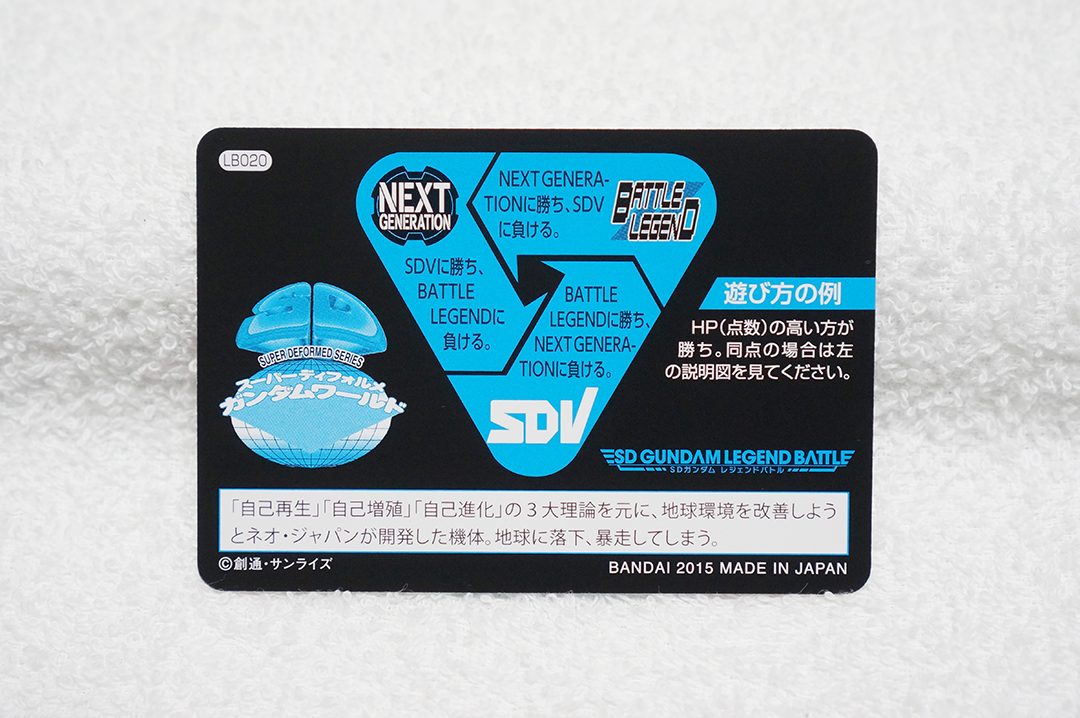 LB020
NEXT
GENERATION
NEXT GENERA-
TIONに勝ち、SDV
に負ける。
BATTLE
LEGEND
SDVに勝ち、
BATTLE
LEGENDに
負ける。
BATTLE
LEGENDに勝ち、
NEXT GENERA-
TIONに負ける。
SDV
遊び方の例
HP(点数)の高い方が
勝ち。同点の場合は左
の説明図を見てください。
SUPER DEFORMED SERIES
スーパーディフォルメ
ガンダムワールド
SD GUNDAM LEGEND BATTLE
SDガンダム レジェンドバトル
「自己再生」「自己増殖」「自己進化」の3大理論を元に、地球環境を改善しよう
とネオ・ジャパンが開発した機体。地球に落下、暴走してしまう。
©創通・サンライズ
BANDAI 2015 MADE IN JAPAN